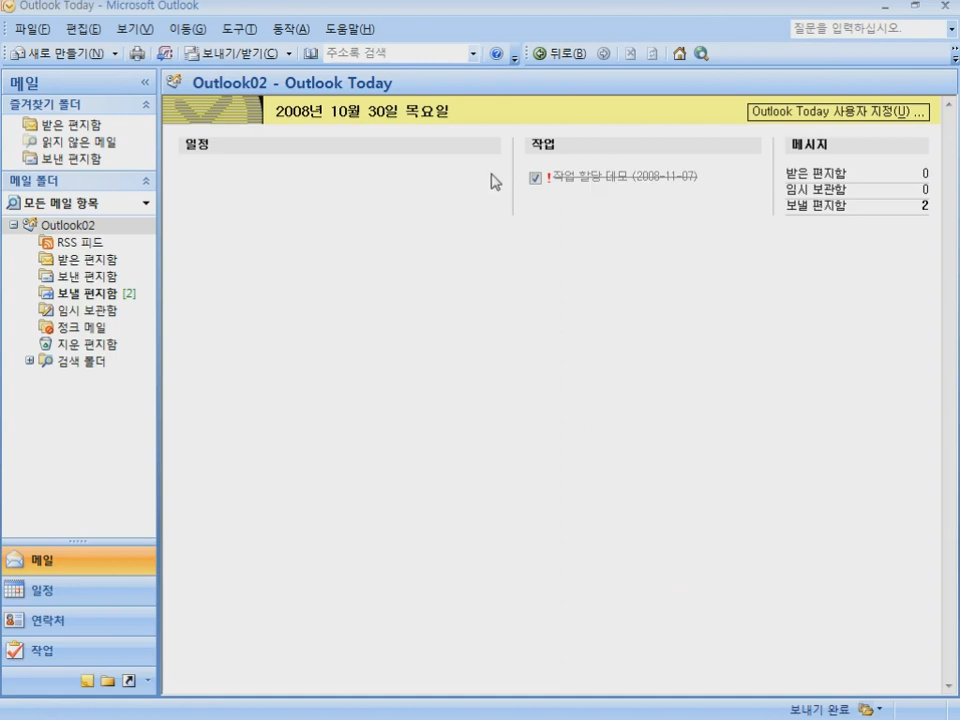 Outlook Today - Microsoft Outlook
파일(F) 편집(E) 보기(V) 이동(G) 도구(T) 동작(A) 도움말(H) 질문을 입력하십시오.
새로 만들기(N) 보내기/받기(C) 주소록 검색 뒤로(B)
메일
Outlook02 - Outlook Today
즐겨찾기 폴더
받은 편지함
읽지 않은 메일
보낸 편지함
메일 폴더
모든 메일 항목
Outlook02
RSS 피드
받은 편지함
보낸 편지함
보낼 편지함 [2]
임시 보관함
정크 메일
지운 편지함
검색 폴더
메일
일정
연락처
작업
2008년 10월 30일 목요일
Outlook Today 사용자 지정(U) ...
일정
작업
! 작업 할당 데모 (2008-11-07)
메시지
받은 편지함 0
임시 보관함 0
보낼 편지함 2
보내기 완료